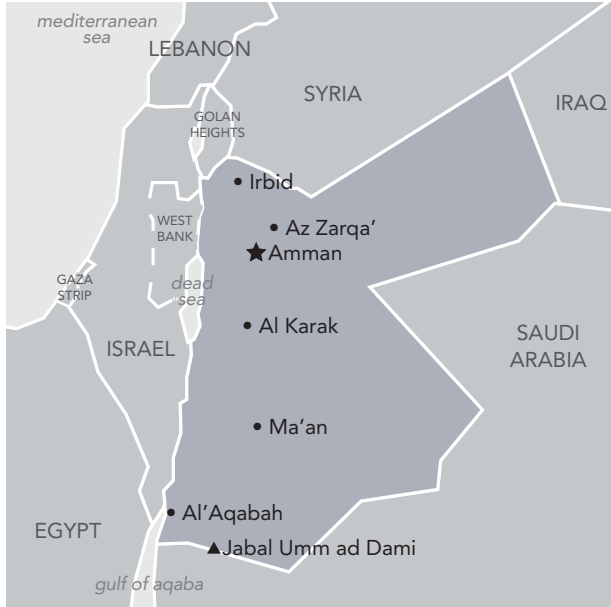 mediterranean
sea
LEBANON
SYRIA
IRAQ
GOLAN
HEIGHTS
Irbid
WEST
BANK
Az Zarqa’
Amman
GAZA
STRIP
dead
sea
Al Karak
ISRAEL
SAUDI
ARABIA
Ma’an
Al’Aqabah
EGYPT
Jabal Umm ad Dami
gulf of aqaba